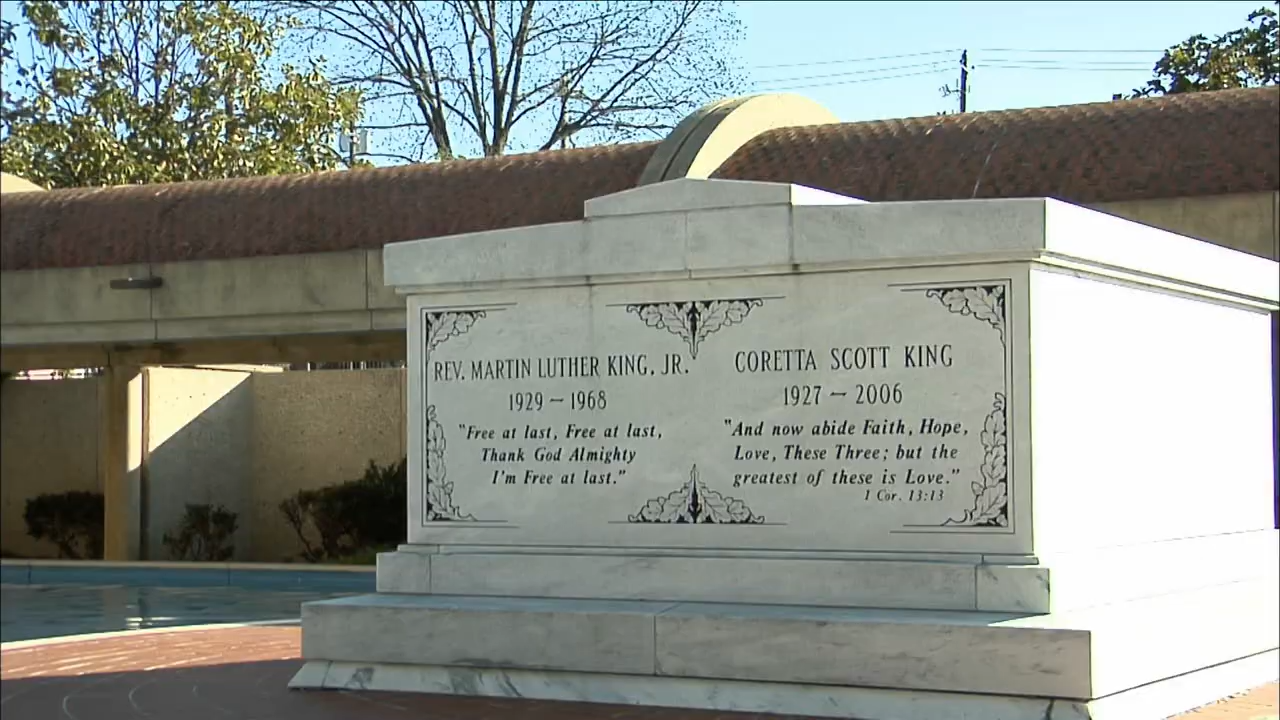 REV. MARTIN LUTHER KING, JR.
1929 — 1968
"Free at last, Free at last,
Thank God Almighty
I'm Free at last."
CORETTA SCOTT KING
1927 — 2006
"And now abide Faith, Hope,
Love, These Three; but the
greatest of these is Love."
1 Cor. 13:13